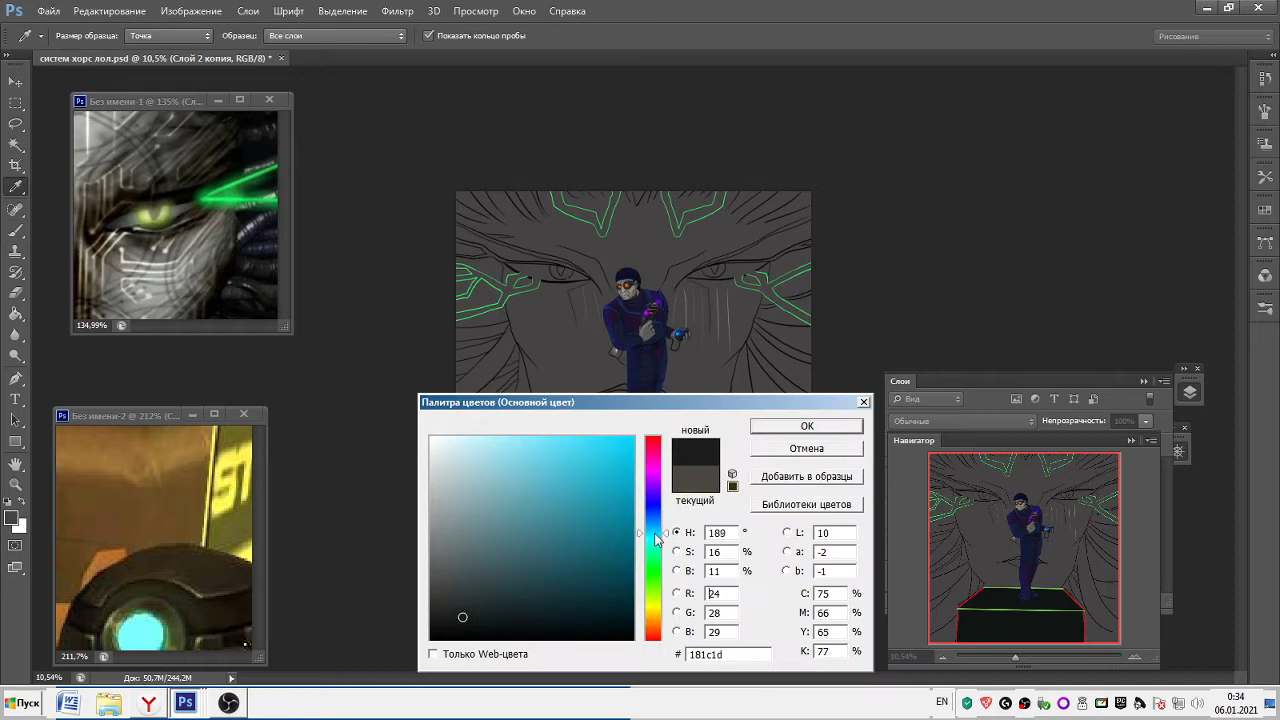 Ps Файл Редактирование Изображение Слои Шрифт Выделение Фильтр 3D Просмотр Окно Справка
Размер образца: Точка Образец: Все слои Показать кольцо пробы Рисование
систем хорс лол.psd @ 10,5% (Слой 2 копия, RGB/8) *
Ps Без имени-1 @ 135% (Сл...
134,99%
Ps Без имени-2 @ 212% (С...
ST
211,7%
Палитра цветов (Основной цвет)
новый
текущий
OK
Отмена
Добавить в образцы
Библиотеки цветов
H: 189 ° L: 10
S: 16 % a: -2
B: 11 % b: -1
R: 24 C: 75 %
G: 28 M: 66 %
B: 29 Y: 65 %
# 181c1d K: 77 %
Только Web-цвета
Слои
Вид
Обычные Непрозрачность: 100%
Навигатор
10,54%
10,54% Док: 50,7M/244,2M
Пуск
EN
0:34
06.01.2021